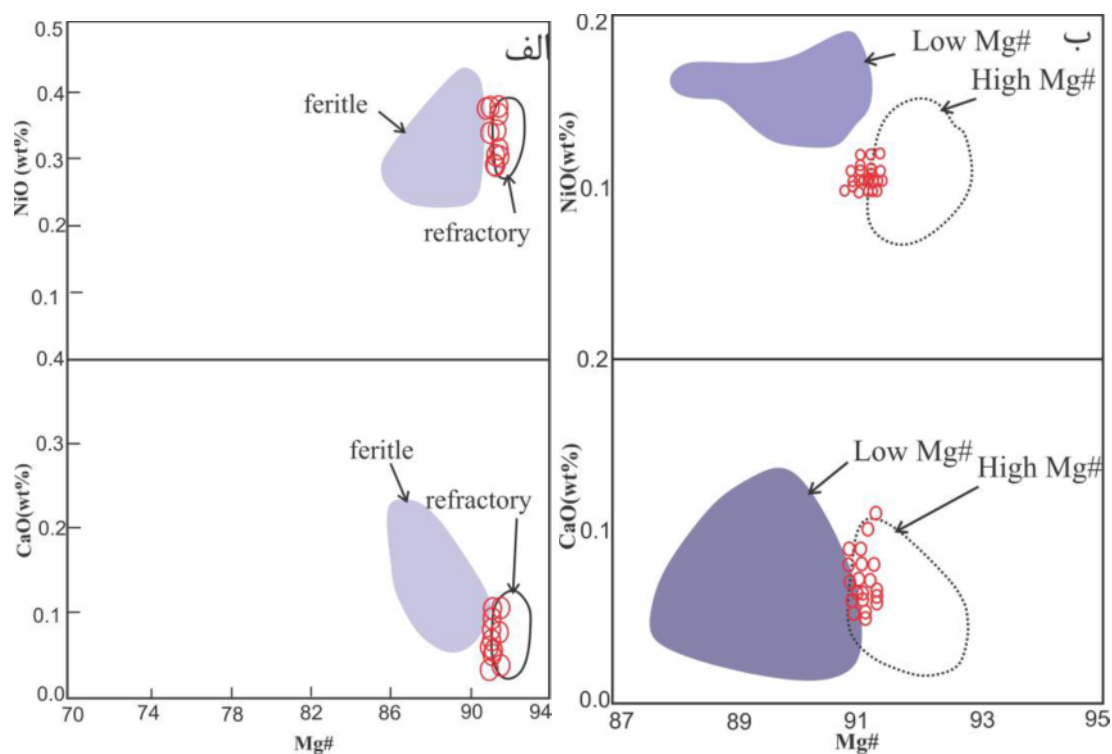 الف
0.5
0.4
0.3
0.2
0.1
NiO (wt%)
feritle
refractory
0.4
0.3
0.2
0.1
0.0
CaO(wt%)
feritle
refractory
70 74 78 82 86 90 94
Mg#
ب
0.2
0.1
NiO(wt%)
Low Mg#
High Mg#
0.2
0.1
0.0
CaO(wt%)
Low Mg#
High Mg#
87 89 91 93 95
Mg#